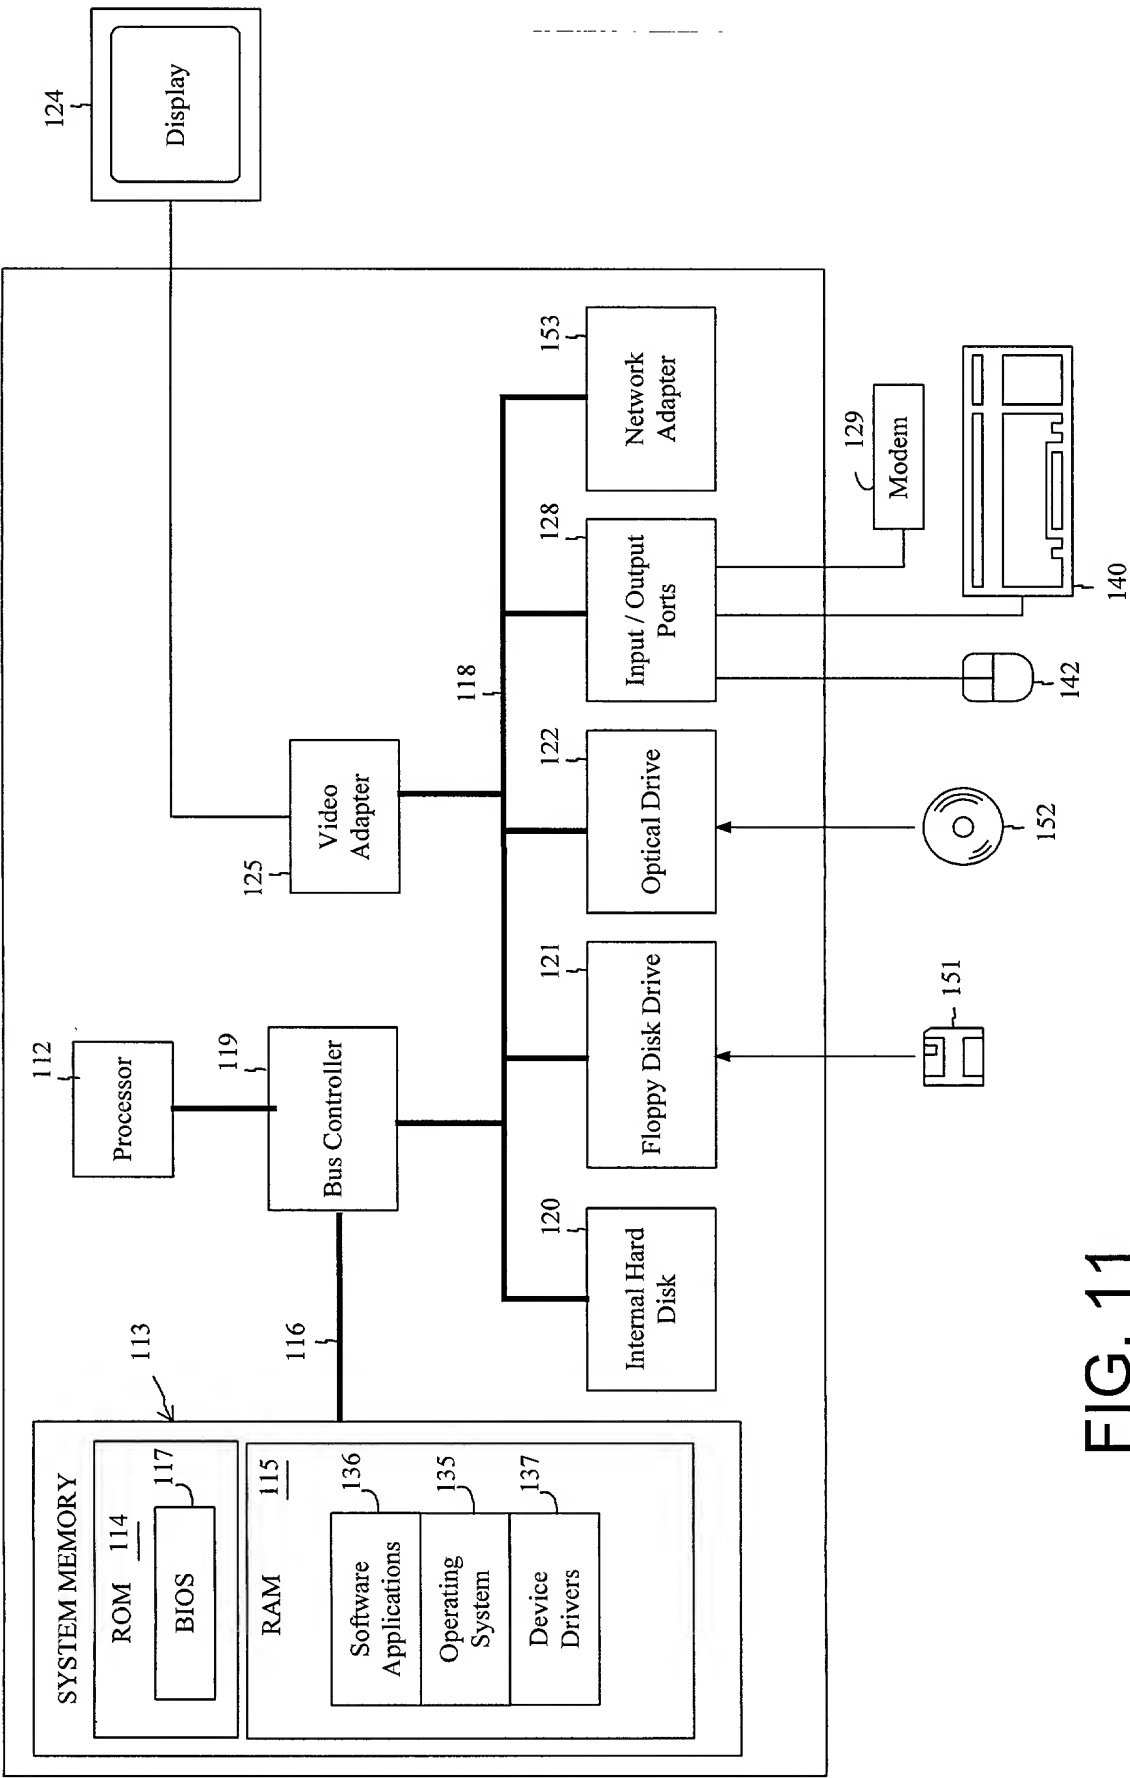 SYSTEM MEMORY
ROM
114
BIOS
117
113
RAM
115
Software
Applications
136
Operating
System
135
Device
Drivers
137
116
112
Processor
119
Bus Controller
125
Video
Adapter
124
Display
118
120
Internal Hard
Disk
121
Floppy Disk Drive
122
Optical Drive
128
Input / Output
Ports
153
Network
Adapter
129
Modem
151
152
142
140
FIG. 11